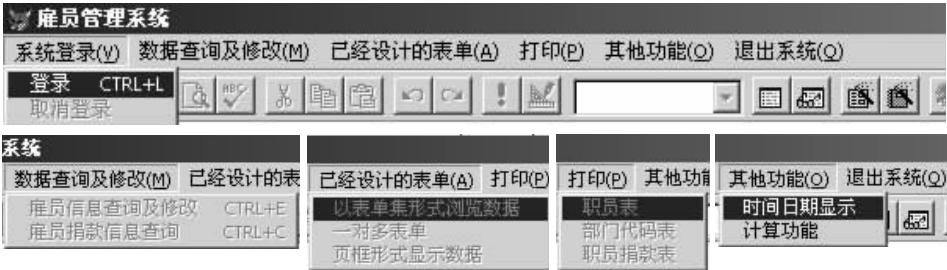 雇员管理系统
系统登录(V) 数据查询及修改(M) 已经设计的表单(A) 打印(P) 其他功能(O) 退出系统(Q)
登录 CTRL+L
取消登录
ABC
系统
数据查询及修改(M) 已经设计的表
雇员信息查询及修改 CTRL+E
雇员捐款信息查询 CTRL+C
已经设计的表单(A) 打印(P)
以表单集形式浏览数据
一对多表单
页框形式显示数据
打印(P) 其他功能
职员表
部门代码表
职员捐款表
其他功能(O) 退出系统(Q)
时间日期显示
计算功能